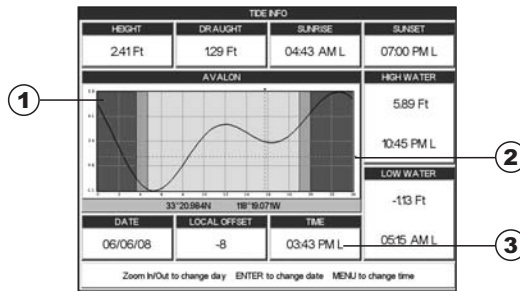 TIDE INFO
HEIGHT DRAUGHT SUNRISE SUNSET
2.41 Ft 1.29 Ft 04:43 AM L 07:00 PM L
AVALON HIGH WATER
1
5.89 Ft
10:45 PM L
2
LOW WATER
33°20.984N 118°19.071W
-1.13 Ft
DATE LOCAL OFFSET TIME
06/06/08 -8 03:43 PM L 05:15 AM L
3
Zoom In/Out to change day ENTER to change date MENU to change time